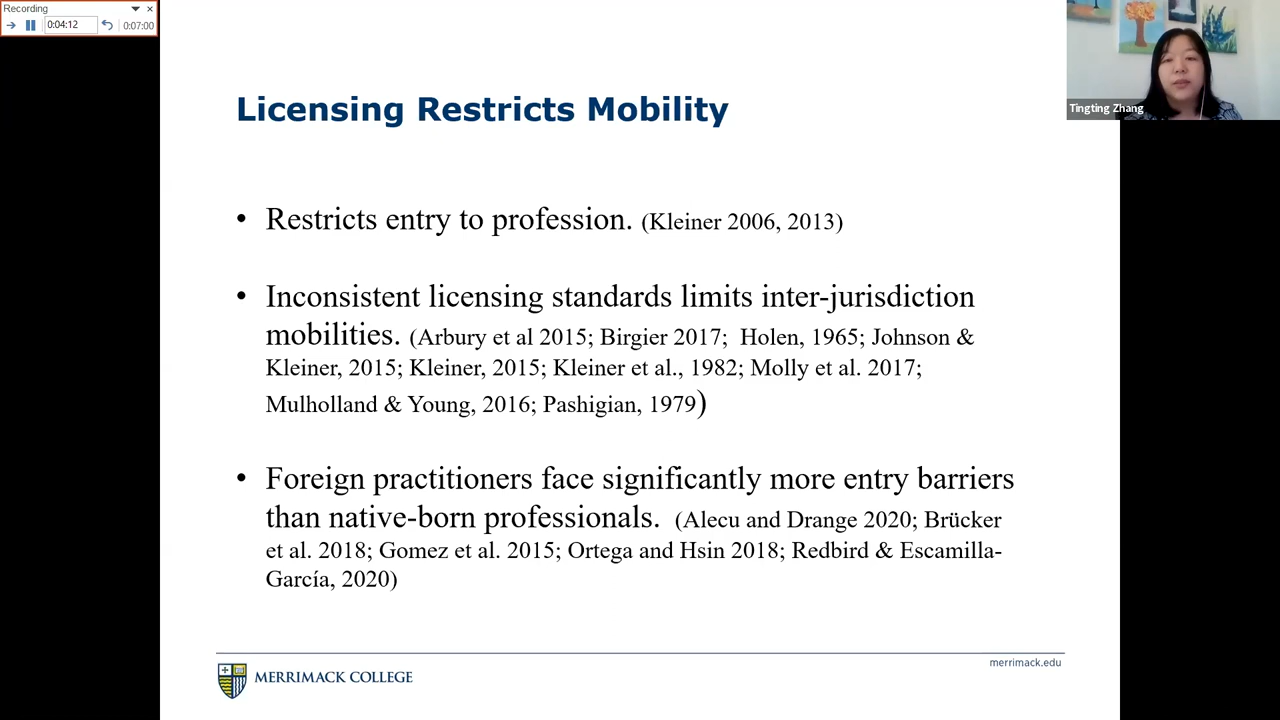 Recording
0:04:12
0:07:00
Tingting Zhang
Licensing Restricts Mobility
• Restricts entry to profession. (Kleiner 2006, 2013)
• Inconsistent licensing standards limits inter-jurisdiction
mobilities. (Arbury et al 2015; Birgier 2017;  Holen, 1965; Johnson &
Kleiner, 2015; Kleiner, 2015; Kleiner et al., 1982; Molly et al. 2017;
Mulholland & Young, 2016; Pashigian, 1979)
• Foreign practitioners face significantly more entry barriers
than native-born professionals.  (Alecu and Drange 2020; Brücker
et al. 2018; Gomez et al. 2015; Ortega and Hsin 2018; Redbird & Escamilla-
García, 2020)
merrimack.edu
MERRIMACK COLLEGE